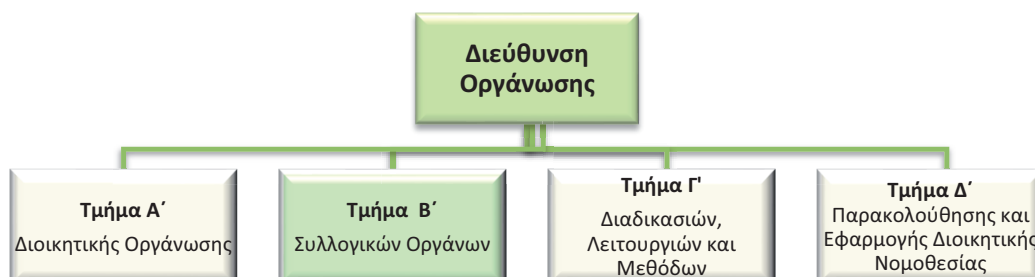 Διεύθυνση
Οργάνωσης
Τμήμα Α΄
Διοικητικής Οργάνωσης
Τμήμα Β΄
Συλλογικών Οργάνων
Τμήμα Γ'
Διαδικασιών,
Λειτουργιών και
Μεθόδων
Τμήμα Δ΄
Παρακολούθησης και
Εφαρμογής Διοικητικής
Νομοθεσίας